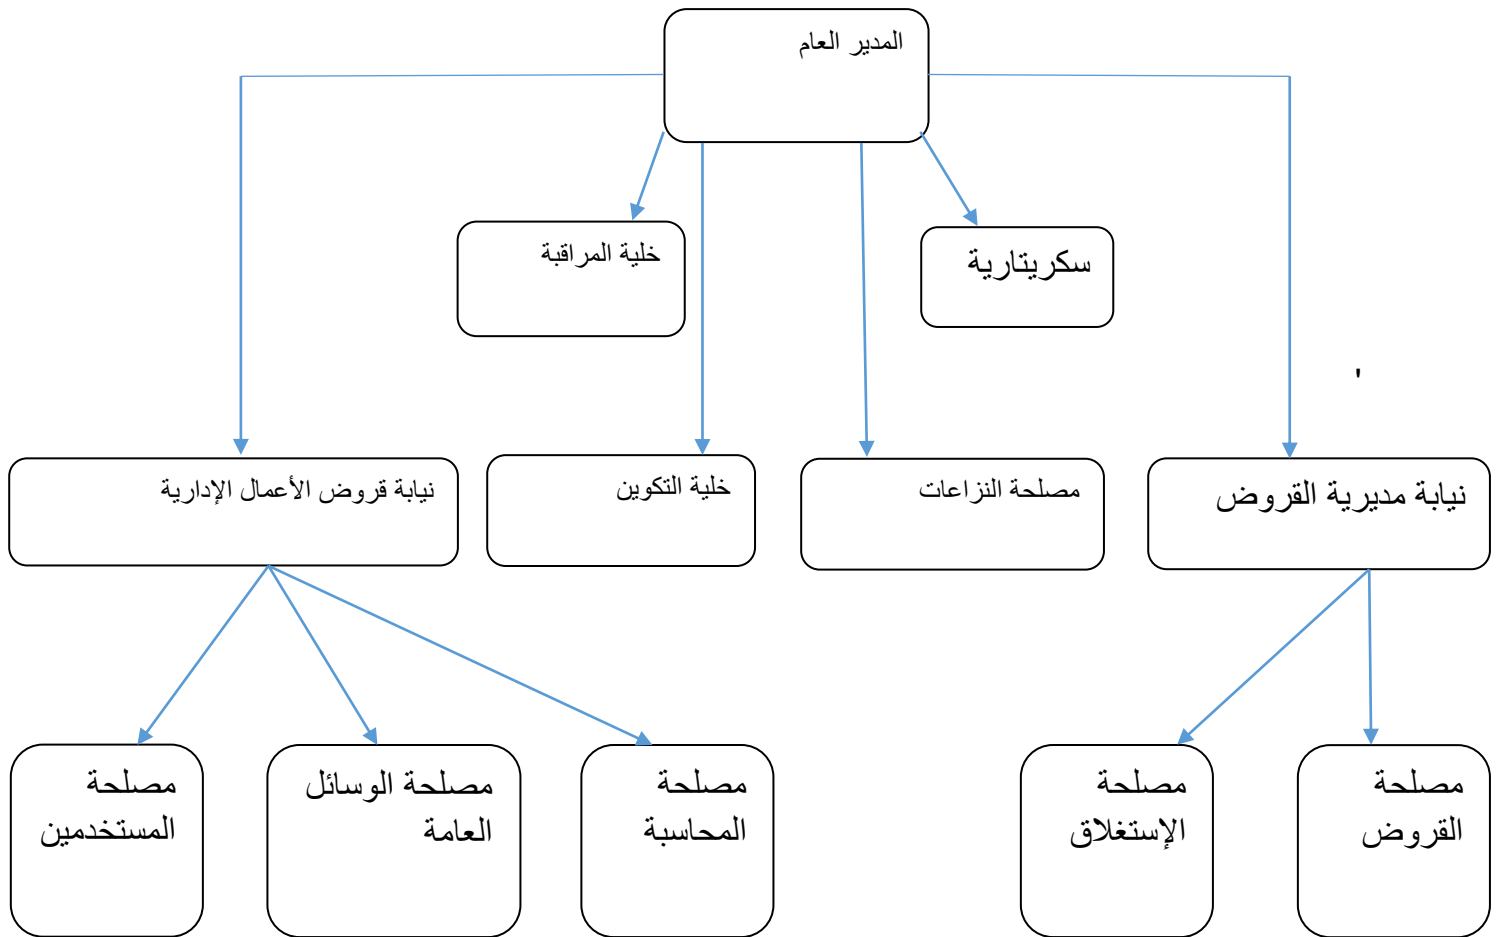 المدير العام
سكريتارية
خلية المراقبة
'
نيابة مديرية القروض
مصلحة النزاعات
خلية التكوين
نيابة قروض الأعمال الإدارية
مصلحة
القروض
مصلحة
الإستغلاق
مصلحة
المحاسبة
مصلحة الوسائل
العامة
مصلحة
المستخدمين